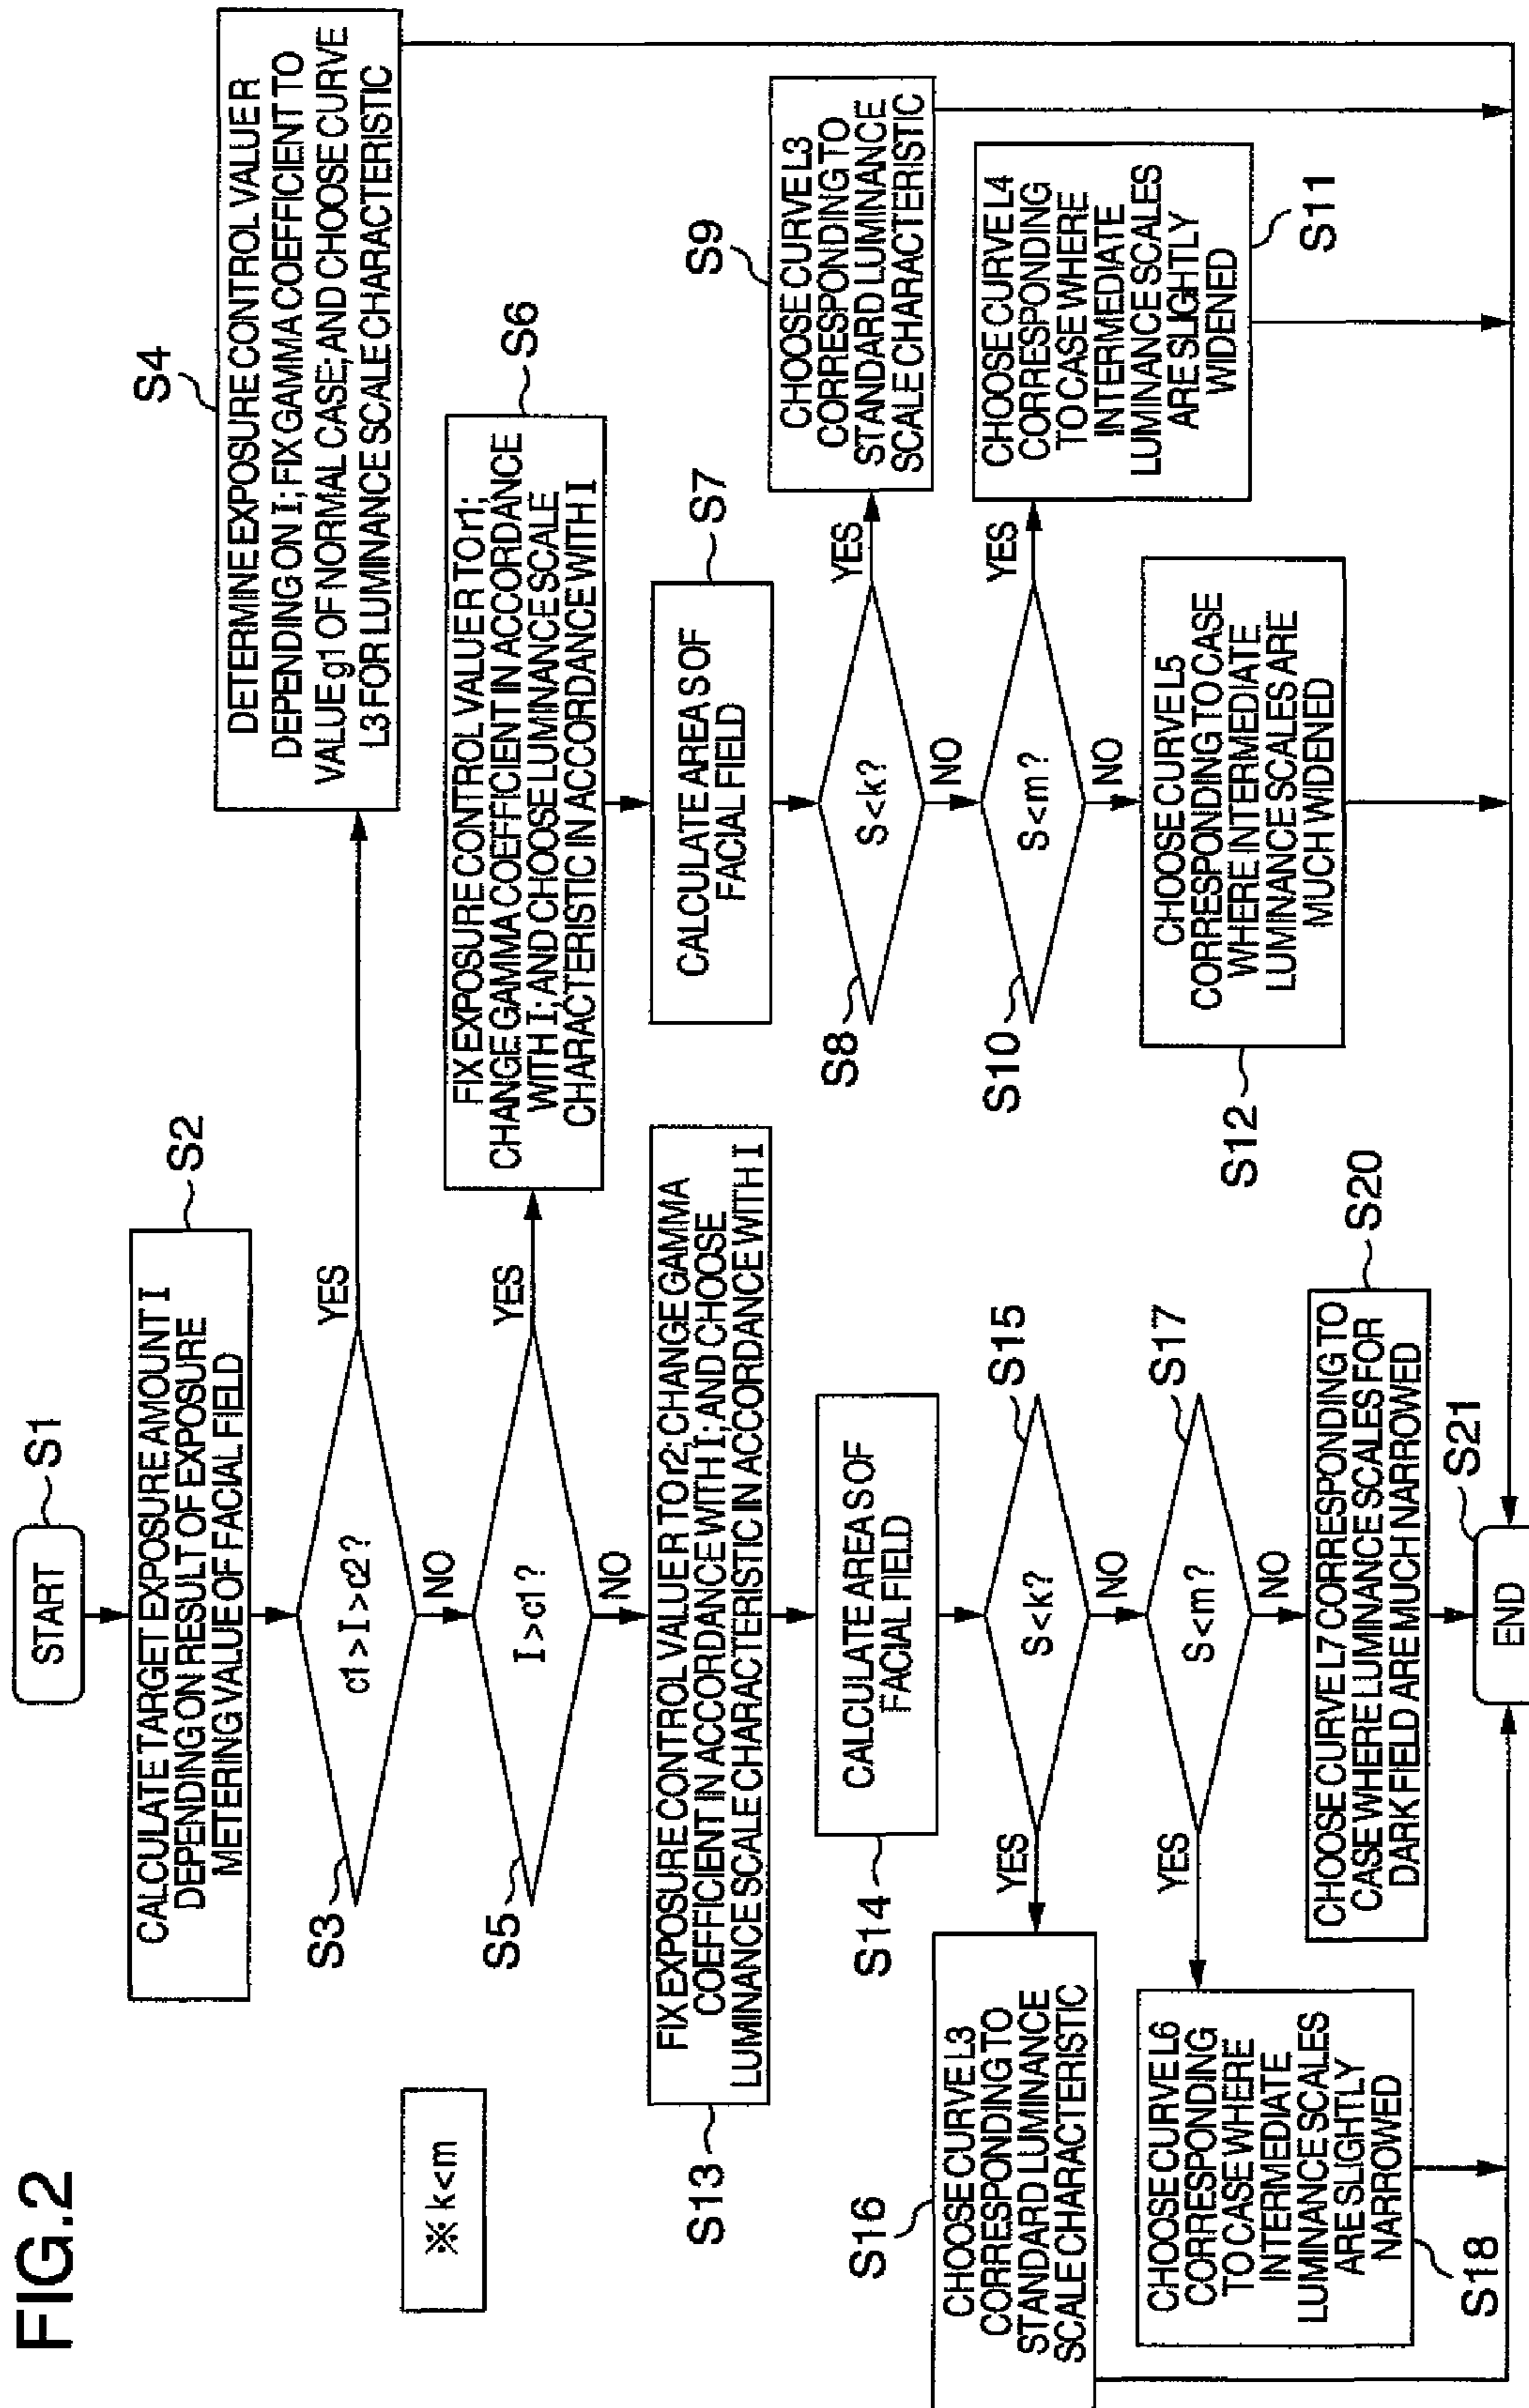 FIG.2
※ k<m
START
S1
CALCULATE TARGET EXPOSURE AMOUNT I
DEPENDING ON RESULT OF EXPOSURE
METERING VALUE OF FACIAL FIELD
S2
c1>I>c2?
S3
YES
NO
DETERMINE EXPOSURE CONTROL VALUE R
DEPENDING ON I; FIX GAMMA COEFFICIENT TO
VALUE g1 OF NORMAL CASE; AND CHOOSE CURVE
L3 FOR LUMINANCE SCALE CHARACTERISTIC
S4
I>c1?
S5
YES
NO
FIX EXPOSURE CONTROL VALUE R TO r1;
CHANGE GAMMA COEFFICIENT IN ACCORDANCE
WITH I; AND CHOOSE LUMINANCE SCALE
CHARACTERISTIC IN ACCORDANCE WITH I
S6
CALCULATE AREA S OF
FACIAL FIELD
S7
S<k?
S8
YES
NO
CHOOSE CURVE L3
CORRESPONDING TO
STANDARD LUMINANCE
SCALE CHARACTERISTIC
S9
S<m?
S10
YES
NO
CHOOSE CURVE L4
CORRESPONDING
TO CASE WHERE
INTERMEDIATE
LUMINANCE SCALES
ARE SLIGHTLY
WIDENED
S11
CHOOSE CURVE L5
CORRESPONDING TO CASE
WHERE INTERMEDIATE
LUMINANCE SCALES ARE
MUCH WIDENED
S12
FIX EXPOSURE CONTROL VALUE R TO r2; CHANGE GAMMA
COEFFICIENT IN ACCORDANCE WITH I; AND CHOOSE
LUMINANCE SCALE CHARACTERISTIC IN ACCORDANCE WITH I
S13
CALCULATE AREA S OF
FACIAL FIELD
S14
S<k?
S15
YES
NO
CHOOSE CURVE L3
CORRESPONDING TO
STANDARD LUMINANCE
SCALE CHARACTERISTIC
S16
S<m?
S17
YES
NO
CHOOSE CURVE L6
CORRESPONDING
TO CASE WHERE
INTERMEDIATE
LUMINANCE SCALES
ARE SLIGHTLY
NARROWED
S18
CHOOSE CURVE L7 CORRESPONDING TO
CASE WHERE LUMINANCE SCALES FOR
DARK FIELD ARE MUCH NARROWED
S20
END
S21